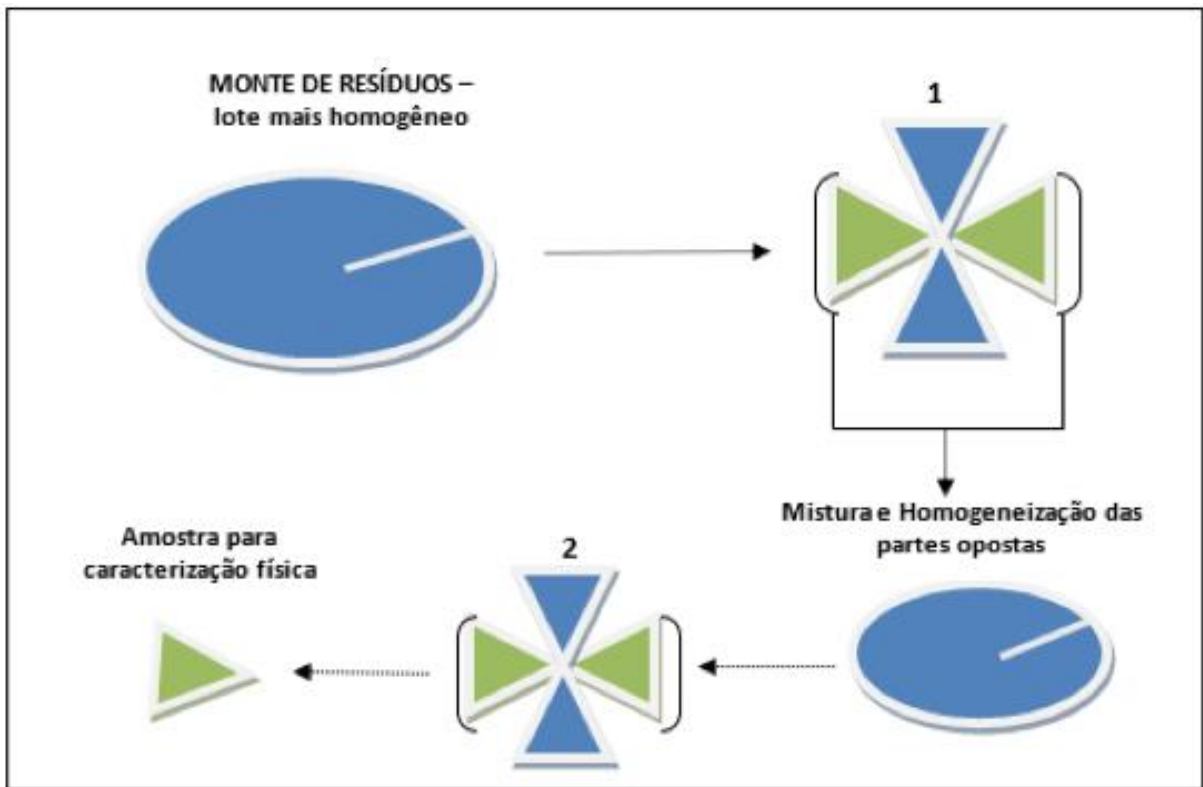 MONTE DE RESÍDUOS –
lote mais homogêneo
1
Mistura e Homogeneização das
partes opostas
2
Amostra para
caracterização física